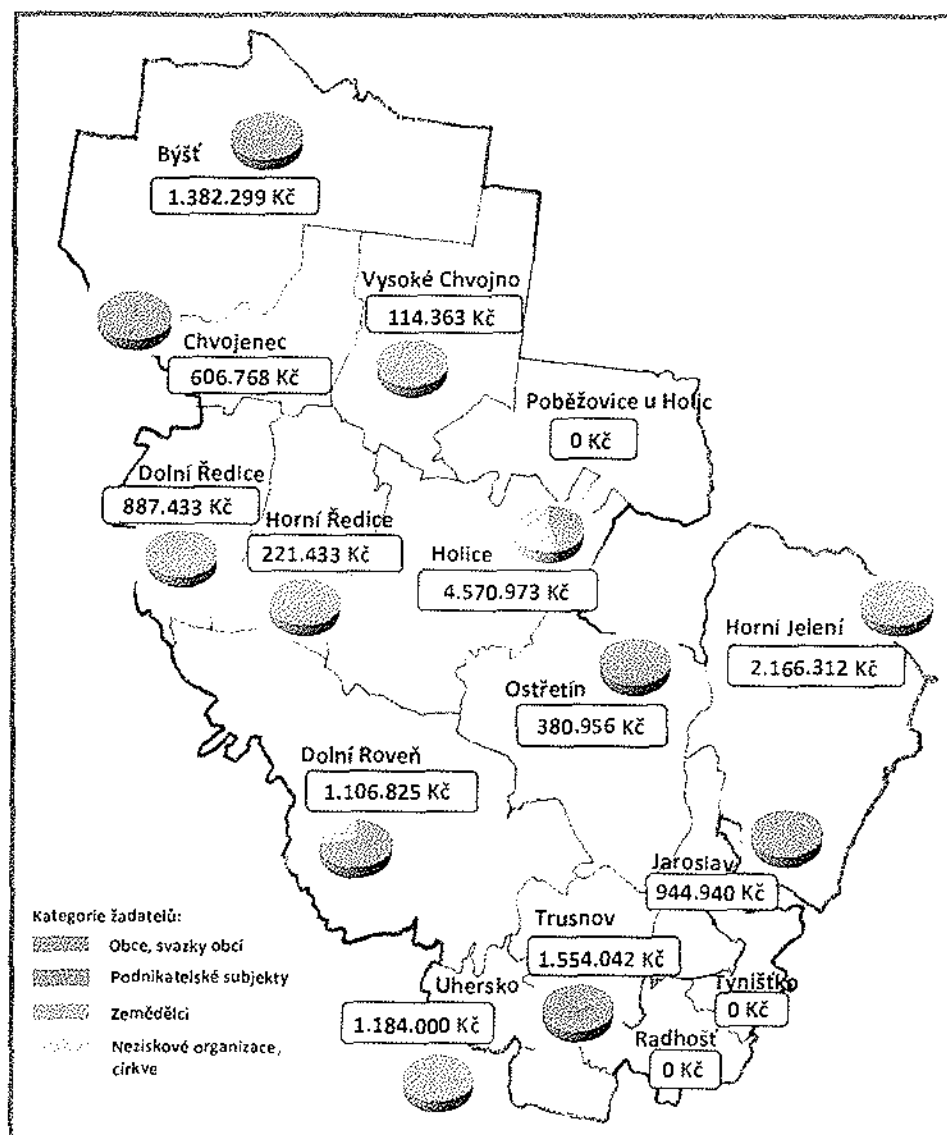 Býšť
1.382.299 Kč
Vysoké Chvojno
114.363 Kč
Chvojenec
606.768 Kč
Poběžovice u Holic
0 Kč
Dolní Ředice
887.433 Kč
Horní Ředice
221.433 Kč
Holice
4.570.973 Kč
Horní Jelení
2.166.312 Kč
Ostřetín
380.956 Kč
Dolní Roveň
1.106.825 Kč
Jaroslav
944.940 Kč
Trusnov
1.554.042 Kč
Týnišťko
0 Kč
Uhersko
1.184.000 Kč
Radhošť
0 Kč
Kategorie žadatelů:
Obce, svazky obcí
Podnikatelské subjekty
Zemědělci
Neziskové organizace,
církve